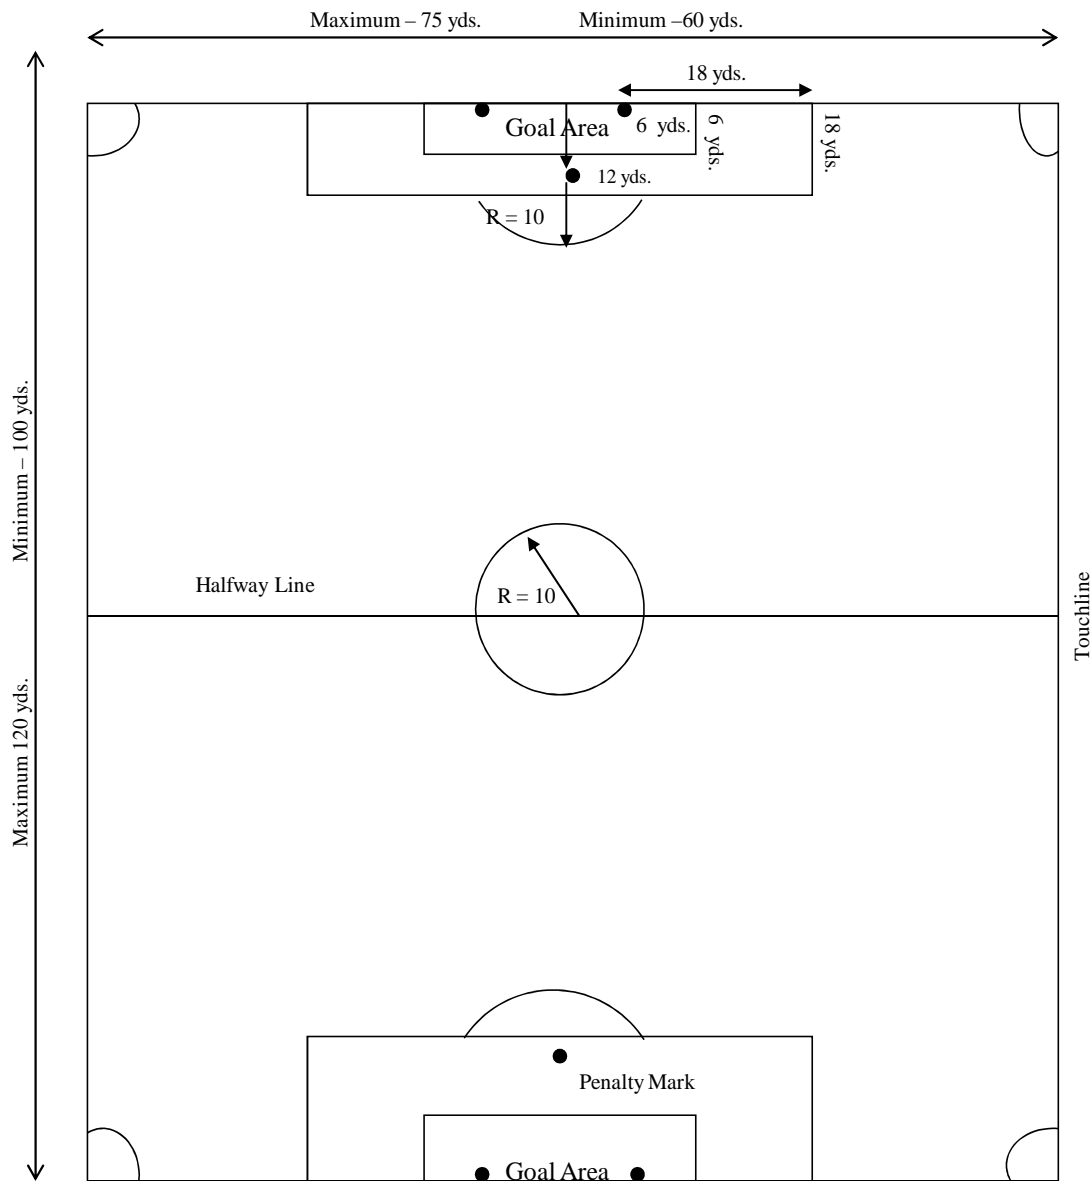 Maximum – 75 yds.
Minimum –60 yds.
18 yds.
Goal Area
6 yds.
6 yds.
18 yds.
12 yds.
R = 10
Minimum – 100 yds.
Halfway Line
R = 10
Touchline
Maximum 120 yds.
Penalty Mark
Goal Area